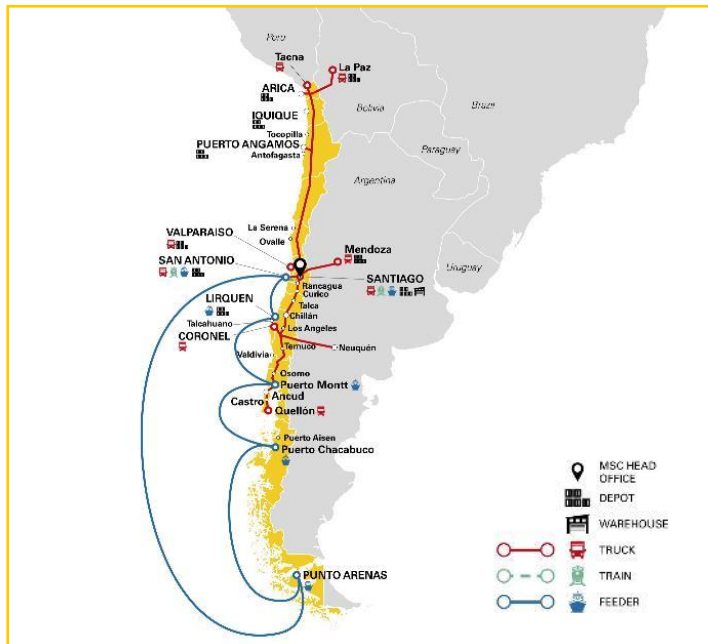 Peru
Tacna
La Paz
ARICA
Bolivia
Brazil
IQUIQUE
Tocopilla
PUERTO ANGAMOS
Antofagasta
Paraguay
Argentina
La Serena
Ovalle
VALPARAISO
Mendoza
SAN ANTONIO
SANTIAGO
Uruguay
Rancagua
Curico
LIRQUEN
Talca
Chillán
Talcahuano
Los Angeles
CORONEL
Temuco
Neuquén
Valdivia
Osorno
Puerto Montt
Ancud
Castro
Quellón
Puerto Aisen
Puerto Chacabuco
PUNTO ARENAS
MSC HEAD
OFFICE
DEPOT
WAREHOUSE
TRUCK
TRAIN
FEEDER